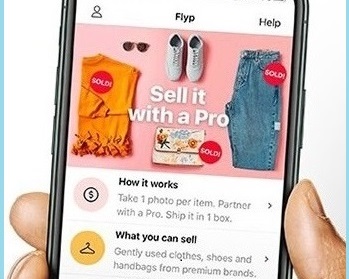 Flyp
Help
SOLD!
Sell it
with a Pro
SOLD!
SOLD!
How it works
Take 1 photo per item. Partner
with a Pro. Ship it in 1 box.
What you can sell
Gently used clothes, shoes and
handbags from premium brands.